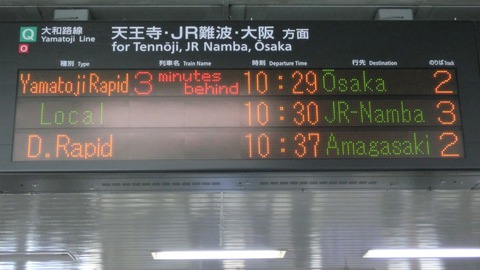 Q 大和路線 天王寺・JR難波・大阪 方面
O Yamatoji Line for Tennōji, JR Namba, Ōsaka
種別 Type 列車名 Train Name 時刻 Departure Time 行先 Destination のりば Track
Yamatoji Rapid 3 minutes behind 10:29 Ōsaka 2
Local 10:30 JR-Namba 3
D. Rapid 10:37 Amagasaki 2